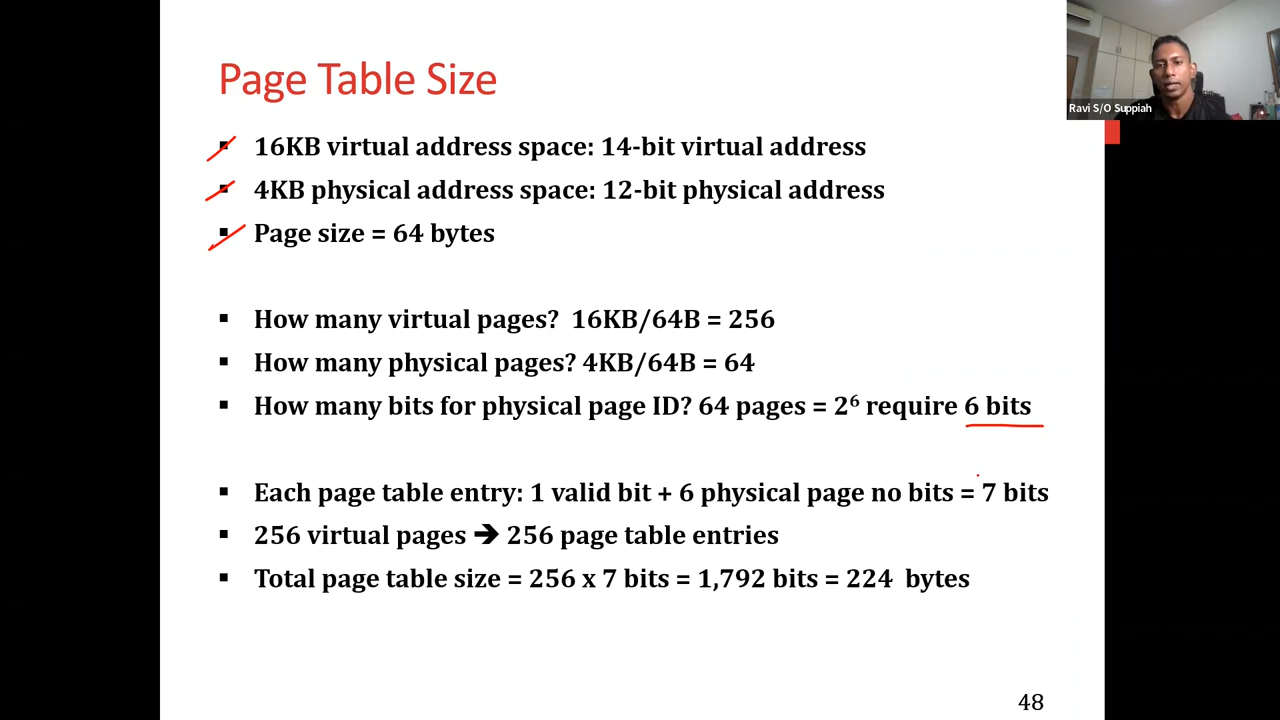 Page Table Size
Ravi S/O Suppiah
▪ 16KB virtual address space: 14-bit virtual address
▪ 4KB physical address space: 12-bit physical address
▪ Page size = 64 bytes
▪ How many virtual pages? 16KB/64B = 256
▪ How many physical pages? 4KB/64B = 64
▪ How many bits for physical page ID? 64 pages = 2⁶ require 6 bits
▪ Each page table entry: 1 valid bit + 6 physical page no bits = 7 bits
▪ 256 virtual pages ➔ 256 page table entries
▪ Total page table size = 256 x 7 bits = 1,792 bits = 224 bytes
48